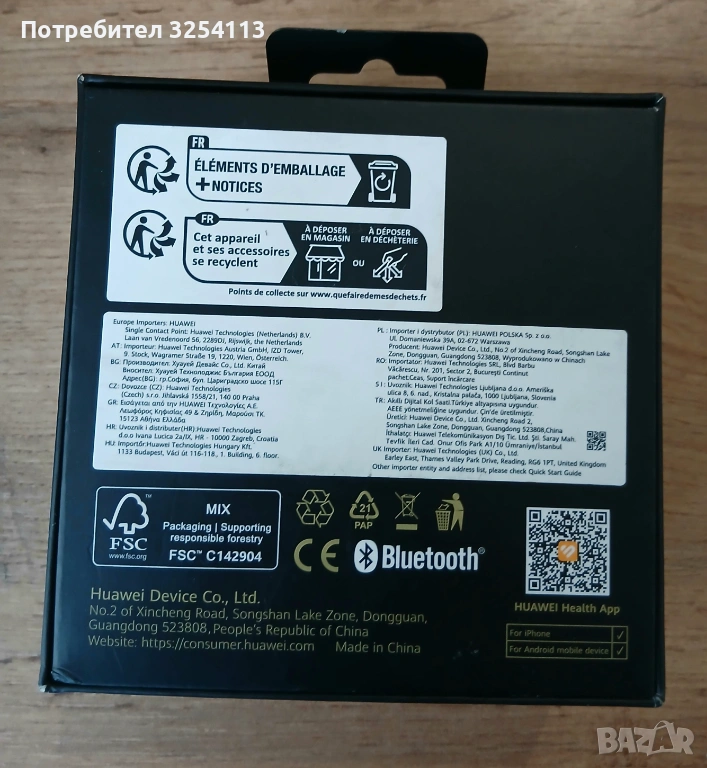 Потребител 3254113
FR
ÉLÉMENTS D'EMBALLAGE
+NOTICES
FR
Cet appareil
et ses accessoires
se recyclent
À DÉPOSER
EN MAGASIN
OU
À DÉPOSER
EN DÉCHÈTERIE
Points de collecte sur www.quefairedemesdechets.fr
Europe Importers: HUAWEI
Single Contact Point: Huawei Technologies (Netherlands) B.V.
Laan van Vredenoord 56, 2289DJ, Rijswijk, the Netherlands
AT: Importeur: Huawei Technologies Austria GmbH, IZD Tower,
9. Stock, Wagramer Straße 19, 1220, Wien, Österreich.
BG: Производител: Хуауей Девайс Co., Ltd. Китай
Вносител: Хуауей Технолоджис България ЕООД
Адрес(BG): гр.София, бул. Цариградско шосе 115Г
CZ: Dovozce (CZ): Huawei Technologies
(Czech) s.r.o. Jihlavská 1558/21, 140 00 Praha
GR: Εισάγεται από την HUAWEI ΤΕΧΝΟΛΟΓΙΑ Α.Ε.
Λεωφόρος Κηφισίας 49 & Ζηρίδη, Μαρούσι ΤΚ
15123 Αθήνα Ελλάδα
HR: Uvoznik i distributer(HR):Huawei Technologies
d.o.o Ivana Lucica 2a/IX, HR - 10000 Zagreb, Croatia
HU: Importőr:Huawei Technologies Hungary Kft.
1133 Budapest, Váci út 116-118., 1. Building, 6. floor.
PL : Importer i dystrybutor (PL): HUAWEI POLSKA Sp. z o.o.
UL Domaniewska 39A, 02-672 Warszawa
Producent: Huawei Device Co., Ltd., No.2 of Xincheng Road, Songshan Lake
Zone, Dongguan, Guangdong 523808, Wyprodukowano w Chinach
RO: Importator: Huawei Technologies SRL, Blvd Barbu
Văcărescu, Nr. 201, Sector 2, Bucuresti Continut
pachet:Ceas, Suport încărcare
SI : Uvoznik: Huawei Technologies Ljubljana d.o.o. Ameriška
ulica 8, 6. nad., Kristalna palača, 1000, Ljubljana, Slovenia
TR: Akıllı Dijital Kol Saati.Türkiye altyapısına uygundur.
AEEE yönetmeliğine uygundur. Çin'de üretilmiştir.
Üretici: Huawei Device Co., Ltd. No.2 of Xincheng Road,
Songshan Lake Zone, Dongguan, Guangdong 523808,China
İthalatçı: Huawei Telekomünikasyon Dış Tic. Ltd. Şti. Saray Mah.
Tevfik İleri Cad. Onur Ofis Park A1/10 Ümraniye/İstanbul
UK Importer: Huawei Technologies (UK) Co., Ltd.
Earley East, Thames Valley Park Drive, Reading, RG6 1PT, United Kingdom
Other importer entity and address list, please check Quick Start Guide
FSC
www.fsc.org
MIX
Packaging | Supporting
responsible forestry
FSC™ C142904
21
PAP
CE
Bluetooth®
HUAWEI Health App
For iPhone ✓
For Android mobile device ✓
Huawei Device Co., Ltd.
No.2 of Xincheng Road, Songshan Lake Zone, Dongguan,
Guangdong 523808, People's Republic of China
Website: https://consumer.huawei.com Made in China
BAZAR